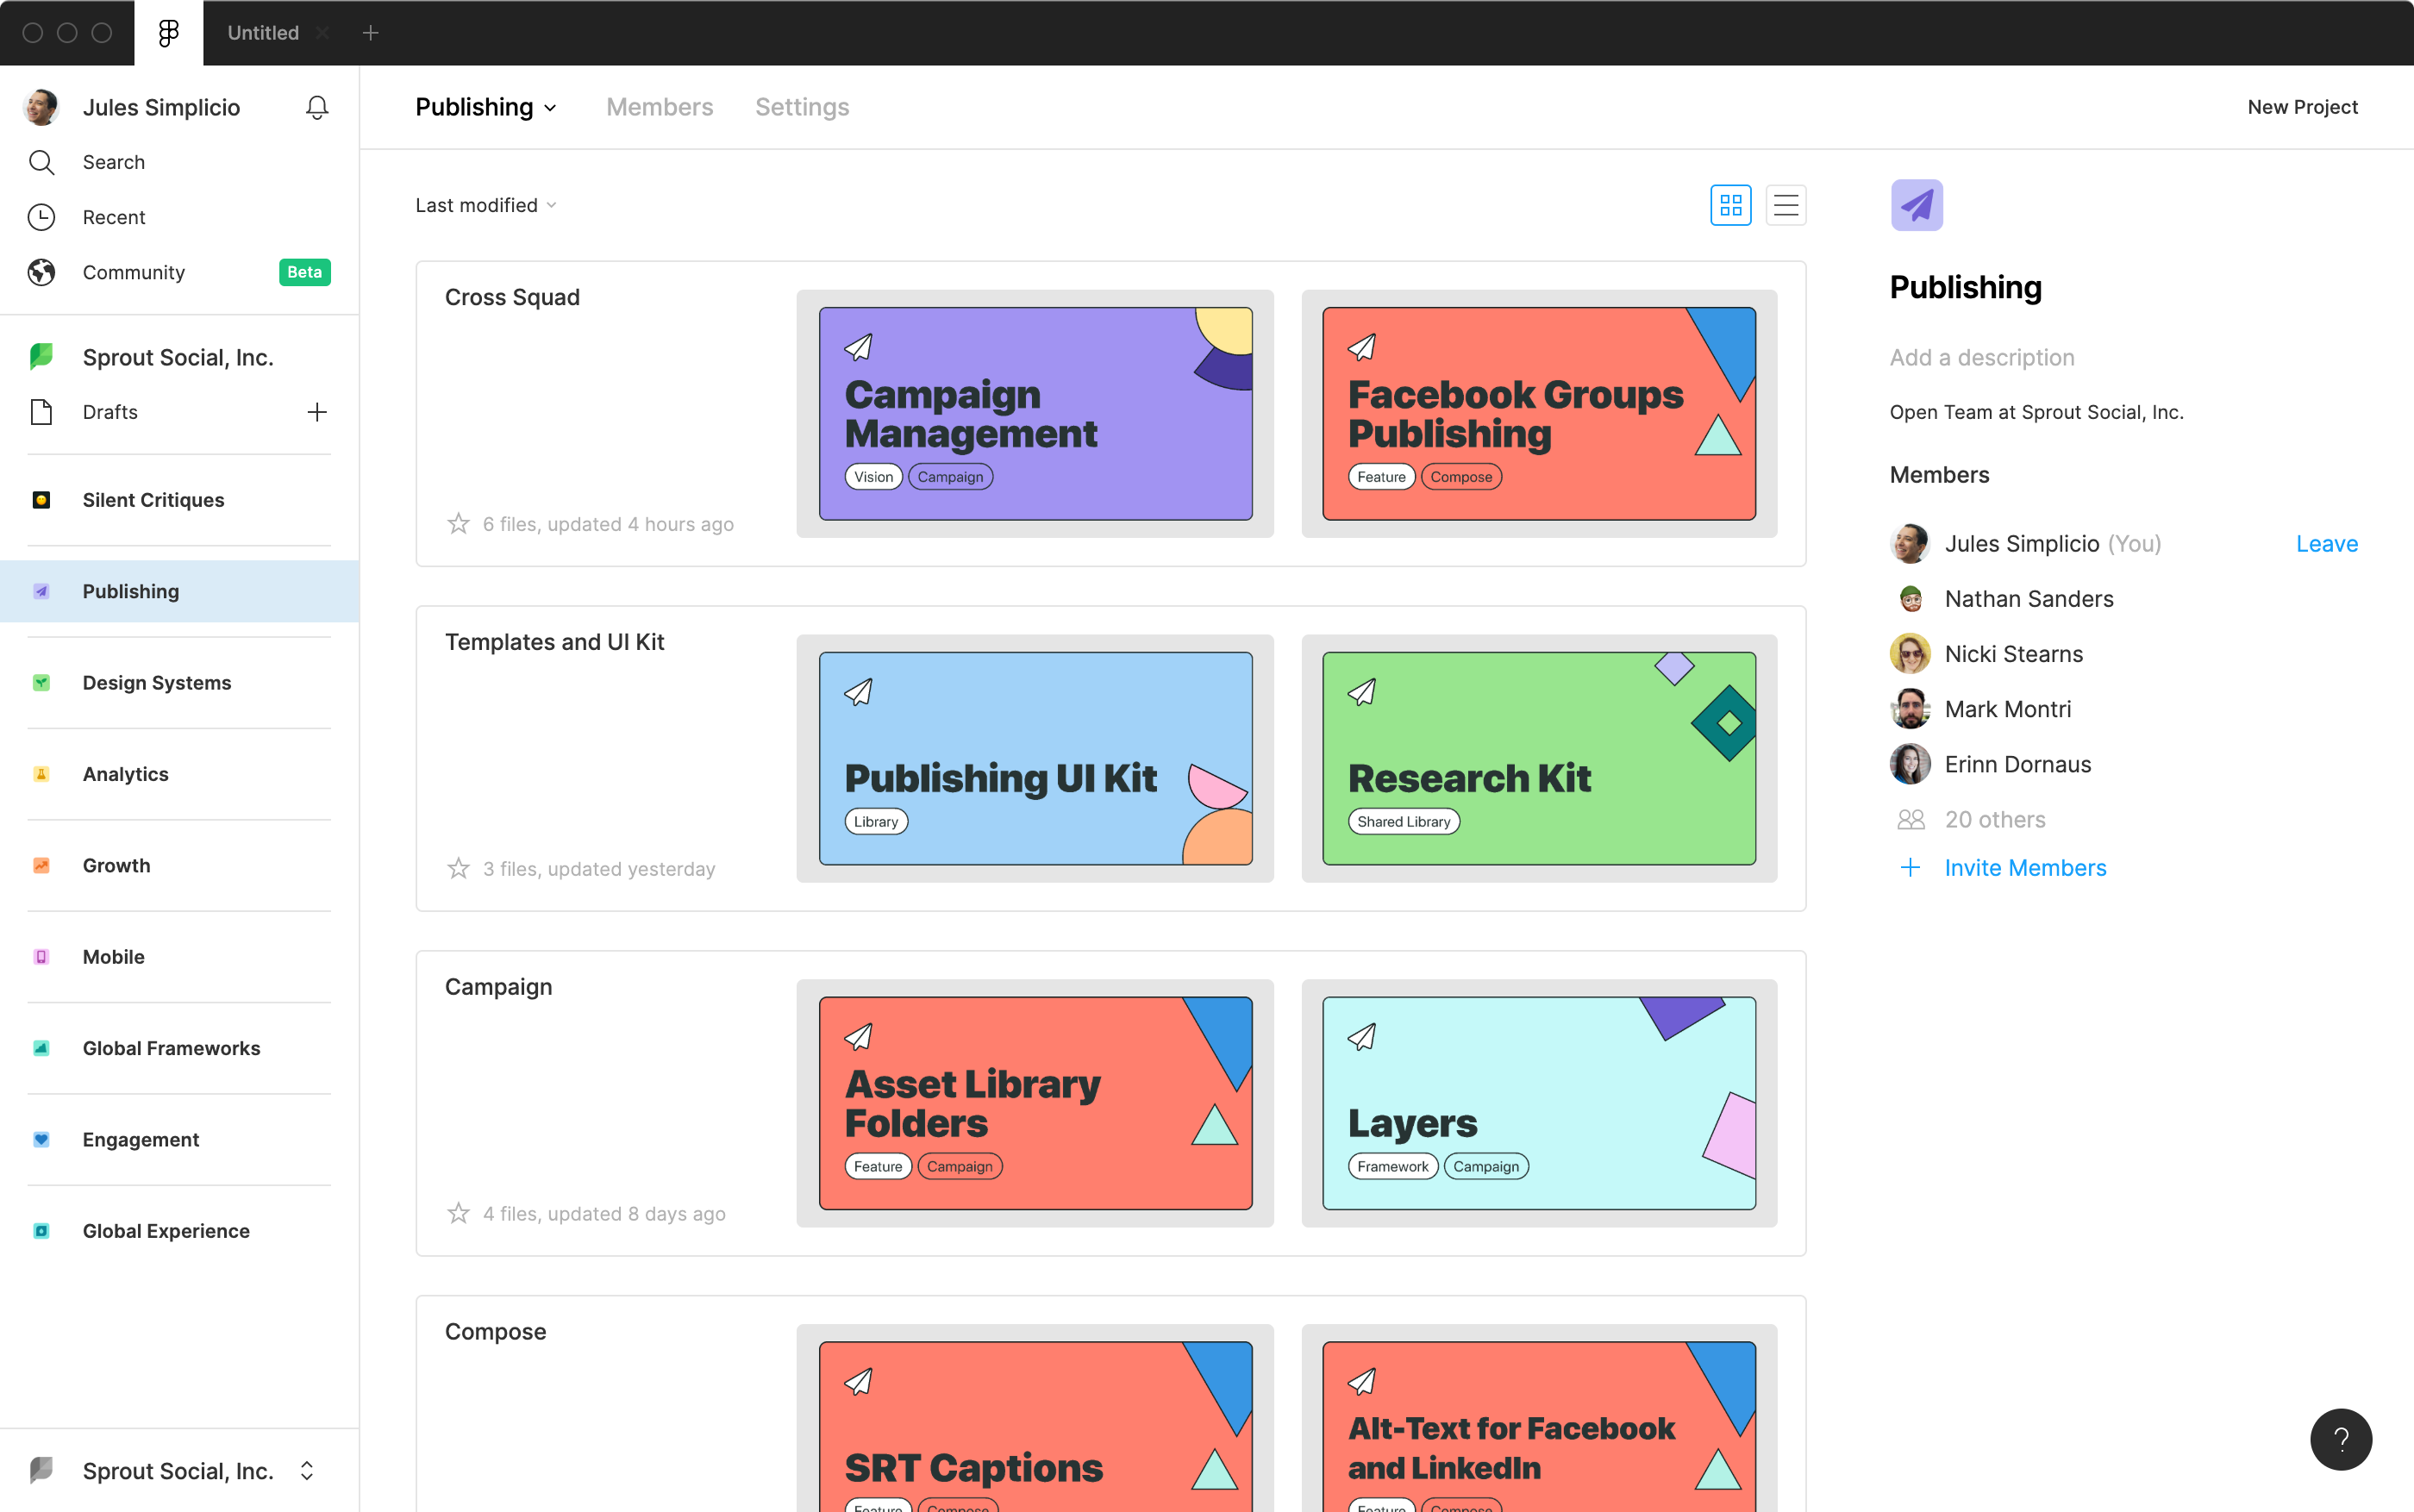 Untitled
Jules Simplicio
Search
Recent
Community Beta
Sprout Social, Inc.
Drafts
Silent Critiques
Publishing
Design Systems
Analytics
Growth
Mobile
Global Frameworks
Engagement
Global Experience
Sprout Social, Inc.
Publishing Members Settings New Project
Last modified
Cross Squad
6 files, updated 4 hours ago
Campaign
Management
Vision Campaign
Facebook Groups
Publishing
Feature Compose
Templates and UI Kit
3 files, updated yesterday
Publishing UI Kit
Library
Research Kit
Shared Library
Campaign
4 files, updated 8 days ago
Asset Library
Folders
Feature Campaign
Layers
Framework Campaign
Compose
SRT Captions
Feature Compose
Alt-Text for Facebook
and LinkedIn
Feature Compose
Publishing
Add a description
Open Team at Sprout Social, Inc.
Members
Jules Simplicio (You) Leave
Nathan Sanders
Nicki Stearns
Mark Montri
Erinn Dornaus
20 others
Invite Members
?